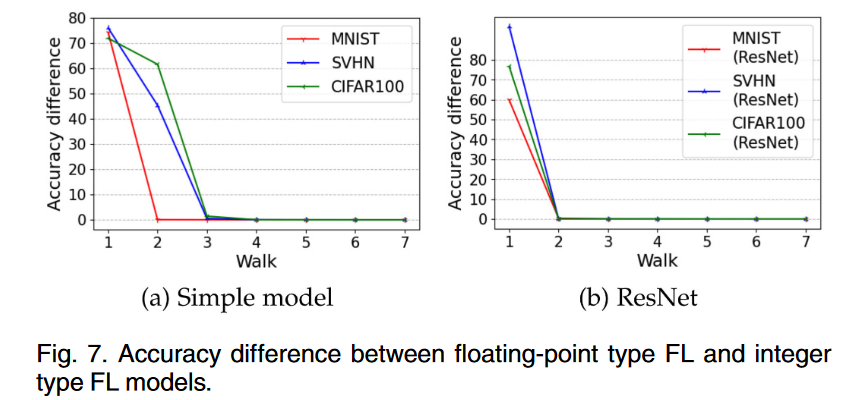 80
70
60
50
40
30
20
10
0
Accuracy difference
MNIST
SVHN
CIFAR100
1 2 3 4 5 6 7
Walk
(a) Simple model
80
70
60
50
40
30
20
10
0
Accuracy difference
MNIST
(ResNet)
SVHN
(ResNet)
CIFAR100
(ResNet)
1 2 3 4 5 6 7
Walk
(b) ResNet
Fig. 7. Accuracy difference between floating-point type FL and integer
type FL models.